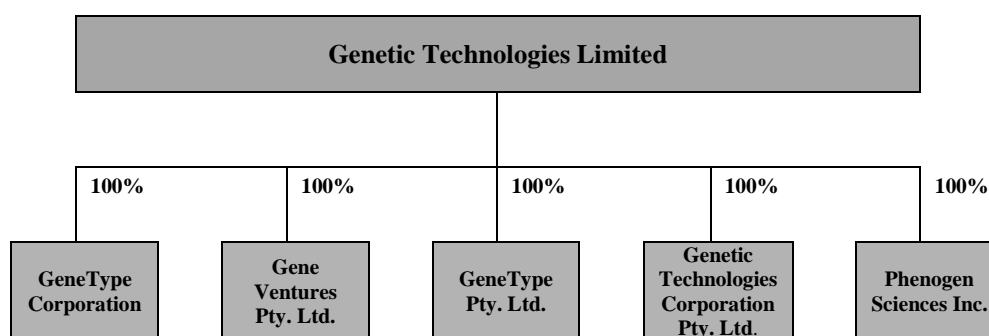 Genetic Technologies Limited
100%
100%
100%
100%
100%
GeneType
Corporation
Gene
Ventures
Pty. Ltd.
GeneType
Pty. Ltd.
Genetic
Technologies
Corporation
Pty. Ltd.
Phenogen
Sciences Inc.